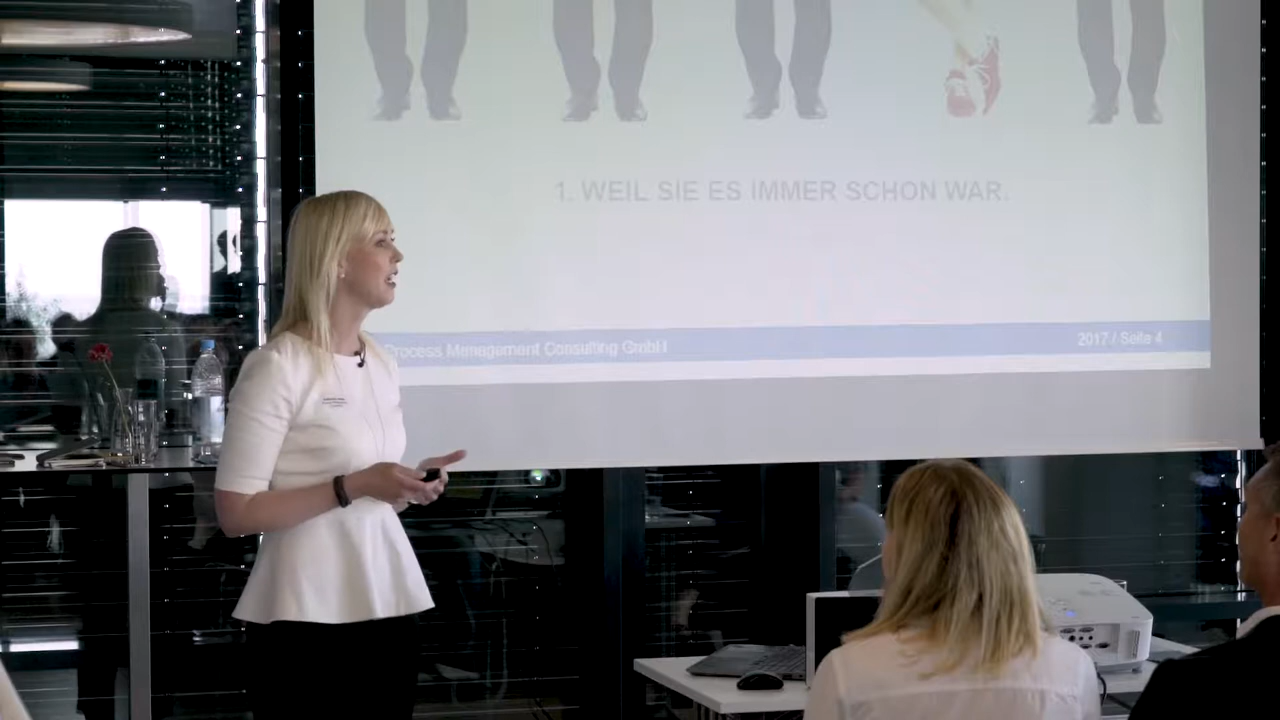 1. WEIL SIE ES IMMER SCHON WAR.
Process Management Consulting GmbH
2017 / Seite 4